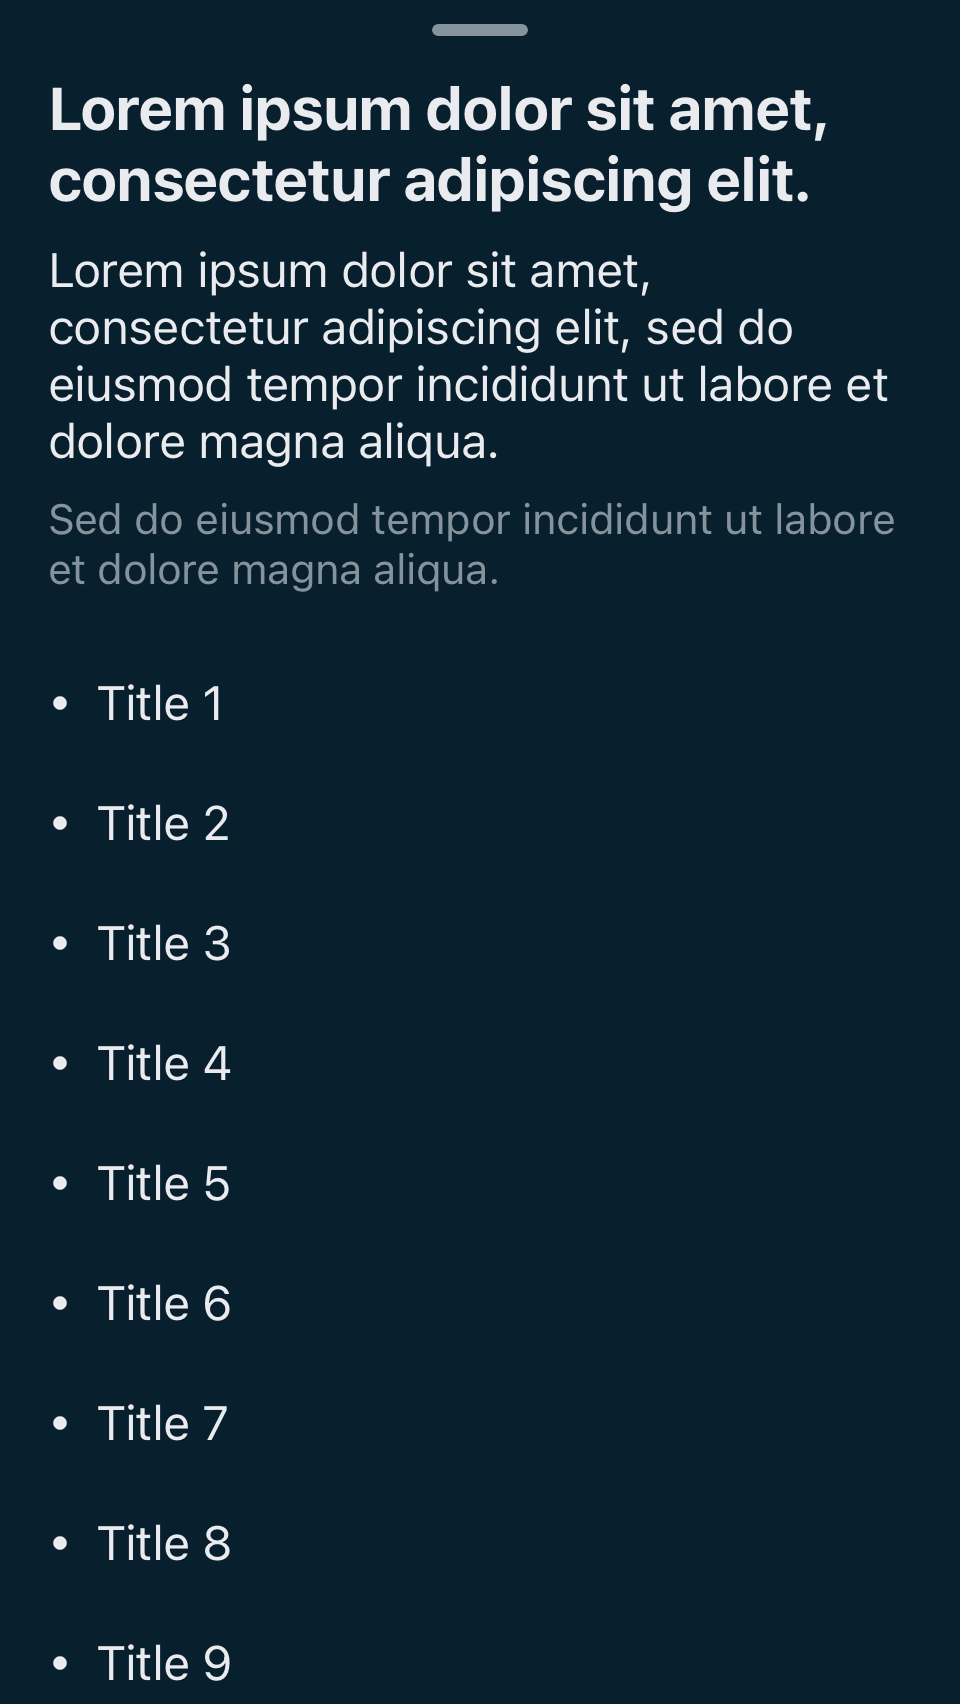 Lorem ipsum dolor sit amet,
consectetur adipiscing elit.
Lorem ipsum dolor sit amet,
consectetur adipiscing elit, sed do
eiusmod tempor incididunt ut labore et
dolore magna aliqua.
Sed do eiusmod tempor incididunt ut labore
et dolore magna aliqua.
• Title 1
• Title 2
• Title 3
• Title 4
• Title 5
• Title 6
• Title 7
• Title 8
• Title 9